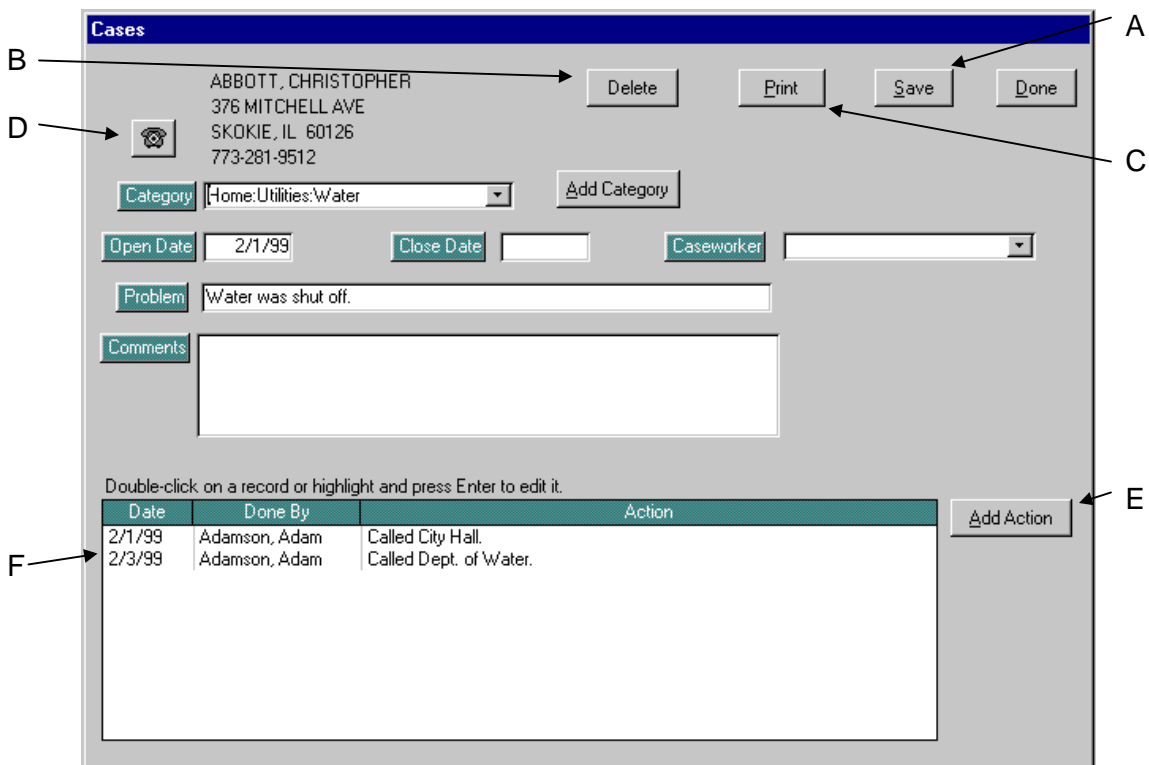 Cases
A
B
ABBOTT, CHRISTOPHER
Delete
Print
Save
Done
376 MITCHELL AVE
D
SKOKIE, IL 60126
773-281-9512
C
Category
Home:Utilities:Water
Add Category
Open Date
2/1/99
Close Date
Caseworker
Problem
Water was shut off.
Comments
Double-click on a record or highlight and press Enter to edit it.
E
Date Done By Action
Add Action
2/1/99 Adamson, Adam Called City Hall.
2/3/99 Adamson, Adam Called Dept. of Water.
F